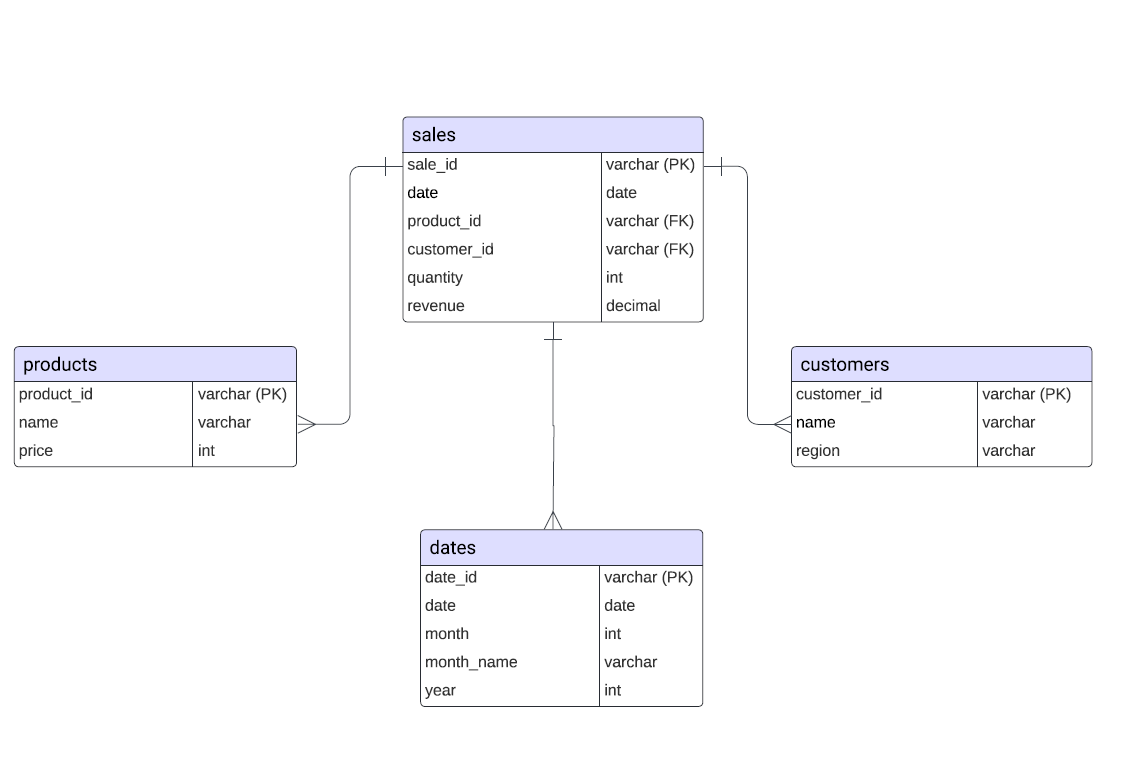 sales
sale_id varchar (PK)
date date
product_id varchar (FK)
customer_id varchar (FK)
quantity int
revenue decimal
products
product_id varchar (PK)
name varchar
price int
customers
customer_id varchar (PK)
name varchar
region varchar
dates
date_id varchar (PK)
date date
month int
month_name varchar
year int